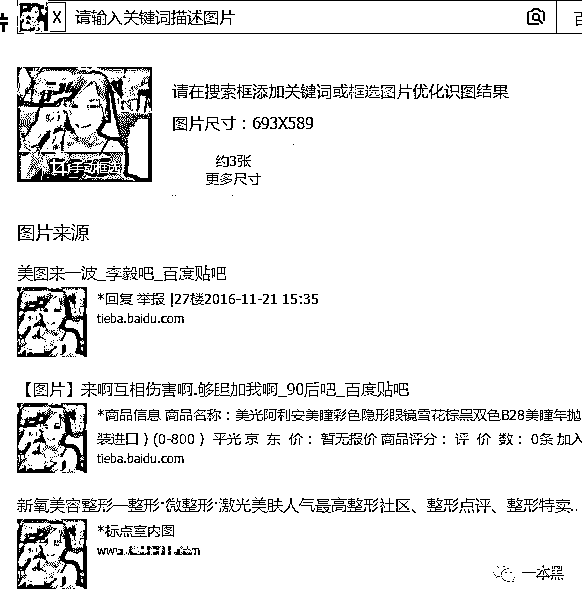 片
X 请输入关键词描述图片
请在搜索框添加关键词或框选图片优化识图结果
图片尺寸：693X589
手动框选
约3张
更多尺寸
图片来源
美图来一波_李毅吧_百度贴吧
*回复 举报 |27楼2016-11-21 15:35
tieba.baidu.com
【图片】来啊互相伤害啊.够胆加我啊_90后吧_百度贴吧
*商品信息 商品名称：美光阿利安美瞳彩色隐形眼镜雪花棕层双色B28美瞳年抛
装进口）(0-800 ） 平光 京 东 价： 暂无报价 商品评分： 评 价 数： 0条 加入
tieba.baidu.com
新氧美容整形—整形·微整形·激光美肤人气最高整形社区、整形点评、整形特卖...
*标点室内图
一本黑